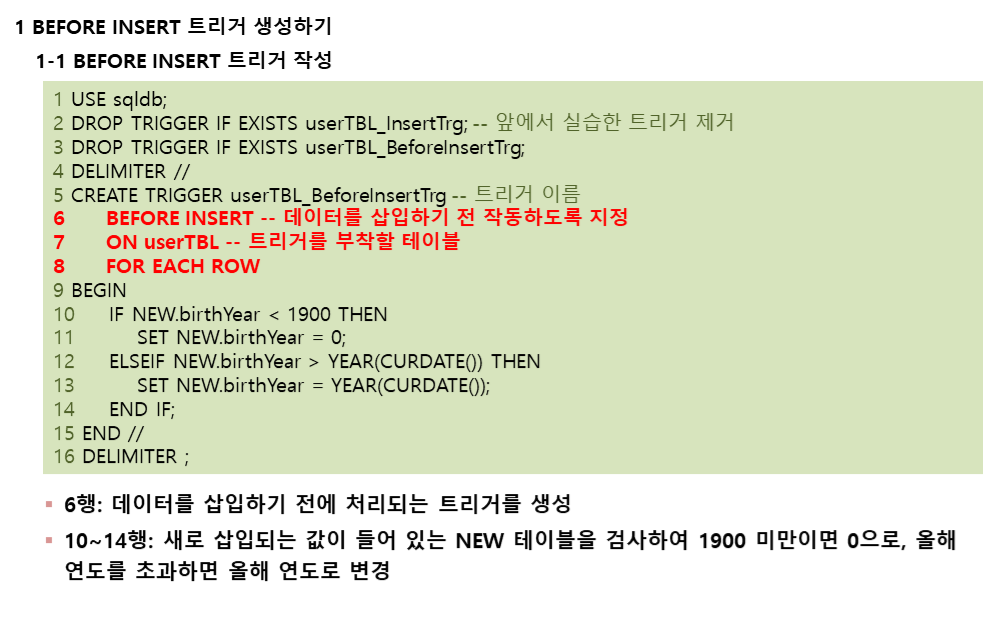 1 BEFORE INSERT 트리거 생성하기
1-1 BEFORE INSERT 트리거 작성
1 USE sqldb;
2 DROP TRIGGER IF EXISTS userTBL_InsertTrg; -- 앞에서 실습한 트리거 제거
3 DROP TRIGGER IF EXISTS userTBL_BeforeInsertTrg;
4 DELIMITER //
5 CREATE TRIGGER userTBL_BeforeInsertTrg -- 트리거 이름
6 BEFORE INSERT -- 데이터를 삽입하기 전 작동하도록 지정
7 ON userTBL -- 트리거를 부착할 테이블
8 FOR EACH ROW
9 BEGIN
10 IF NEW.birthYear < 1900 THEN
11 SET NEW.birthYear = 0;
12 ELSEIF NEW.birthYear > YEAR(CURDATE()) THEN
13 SET NEW.birthYear = YEAR(CURDATE());
14 END IF;
15 END //
16 DELIMITER ;
▪ 6행: 데이터를 삽입하기 전에 처리되는 트리거를 생성
▪ 10~14행: 새로 삽입되는 값이 들어 있는 NEW 테이블을 검사하여 1900 미만이면 0으로, 올해
연도를 초과하면 올해 연도로 변경